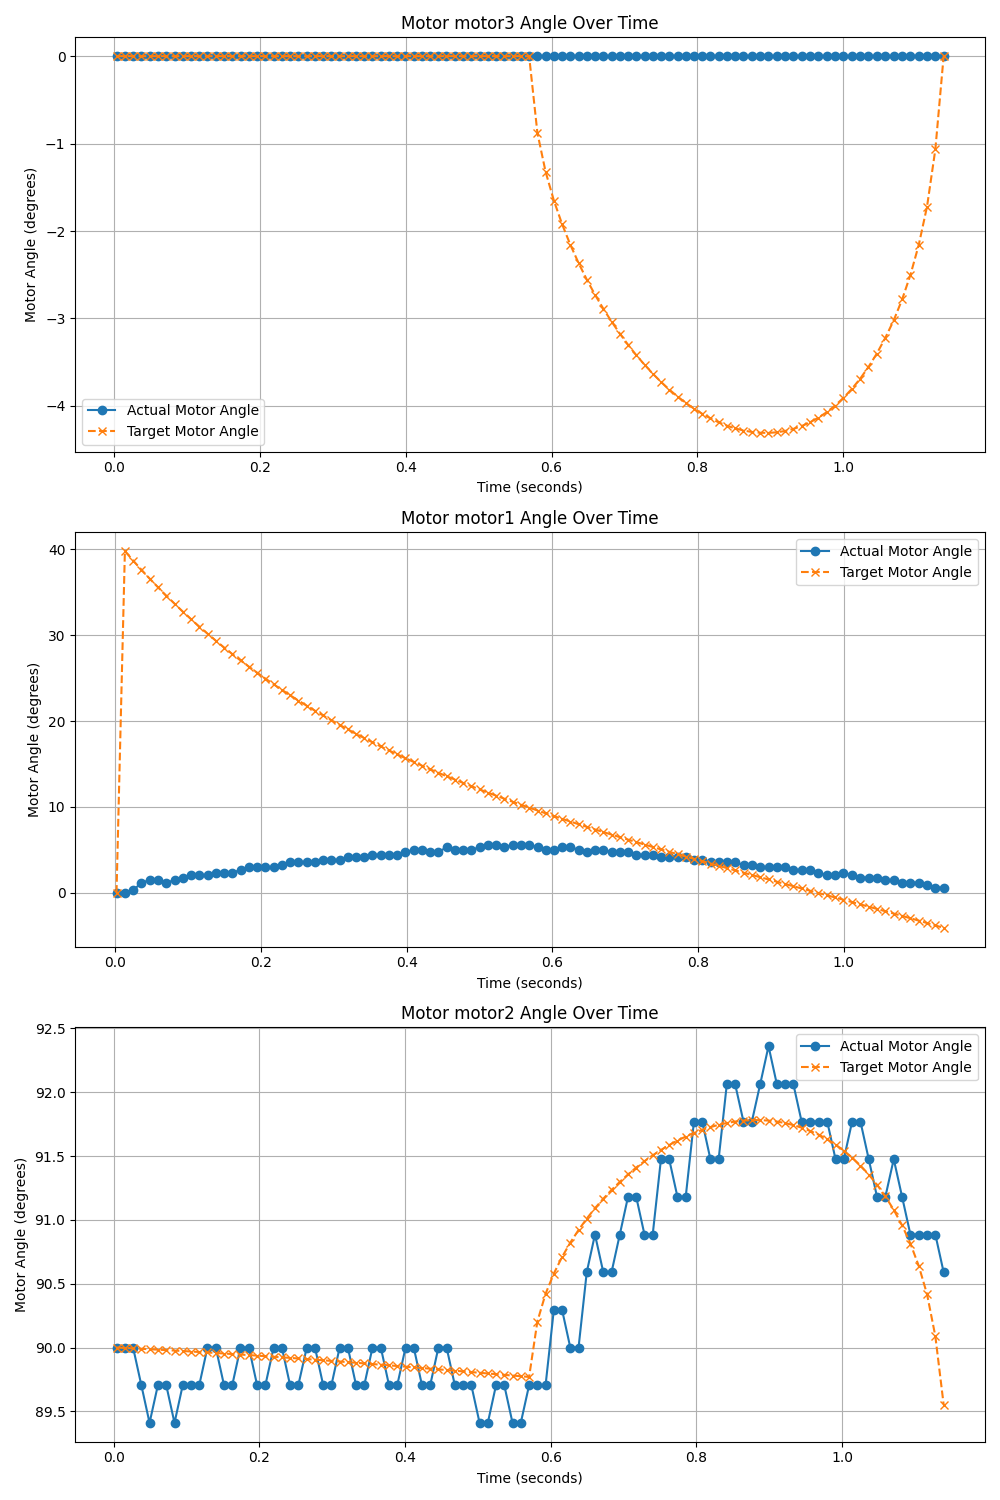 Motor motor3 Angle Over Time
Motor Angle (degrees)
0
−1
−2
−3
−4
Actual Motor Angle
Target Motor Angle
0.0 0.2 0.4 0.6 0.8 1.0
Time (seconds)
Motor motor1 Angle Over Time
Motor Angle (degrees)
40
30
20
10
0
Actual Motor Angle
Target Motor Angle
0.0 0.2 0.4 0.6 0.8 1.0
Time (seconds)
Motor motor2 Angle Over Time
Motor Angle (degrees)
92.5
92.0
91.5
91.0
90.5
90.0
89.5
Actual Motor Angle
Target Motor Angle
0.0 0.2 0.4 0.6 0.8 1.0
Time (seconds)